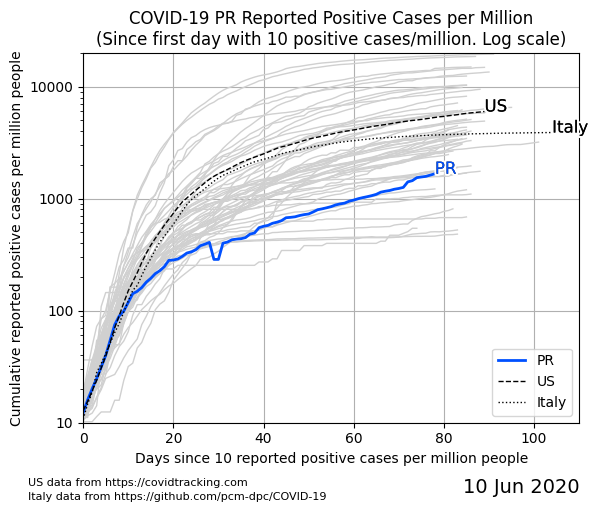 COVID-19 PR Reported Positive Cases per Million
(Since first day with 10 positive cases/million. Log scale)
Cumulative reported positive cases per million people
10000
1000
100
10
US
Italy
PR
PR
US
Italy
0
20
40
60
80
100
Days since 10 reported positive cases per million people
US data from https://covidtracking.com
Italy data from https://github.com/pcm-dpc/COVID-19
10 Jun 2020